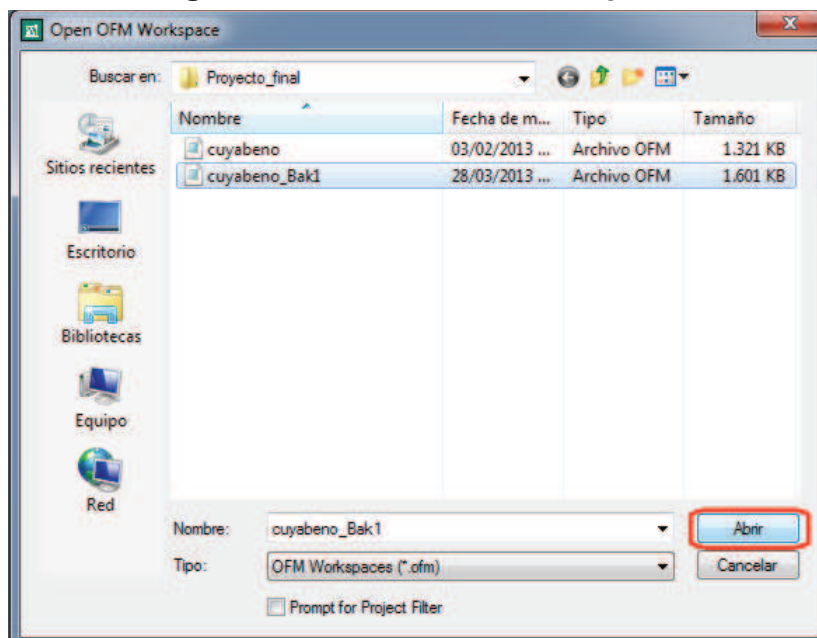 Open OFM Workspace
Buscar en: Proyecto_final
Nombre Fecha de m... Tipo Tamaño
cuyabeno 03/02/2013 ... Archivo OFM 1.321 KB
cuyabeno_Bak1 28/03/2013 ... Archivo OFM 1.601 KB
Sitios recientes
Escritorio
Bibliotecas
Equipo
Red
Nombre: cuyabeno_Bak1 Abrir
Tipo: OFM Workspaces (*.ofm) Cancelar
Prompt for Project Filter